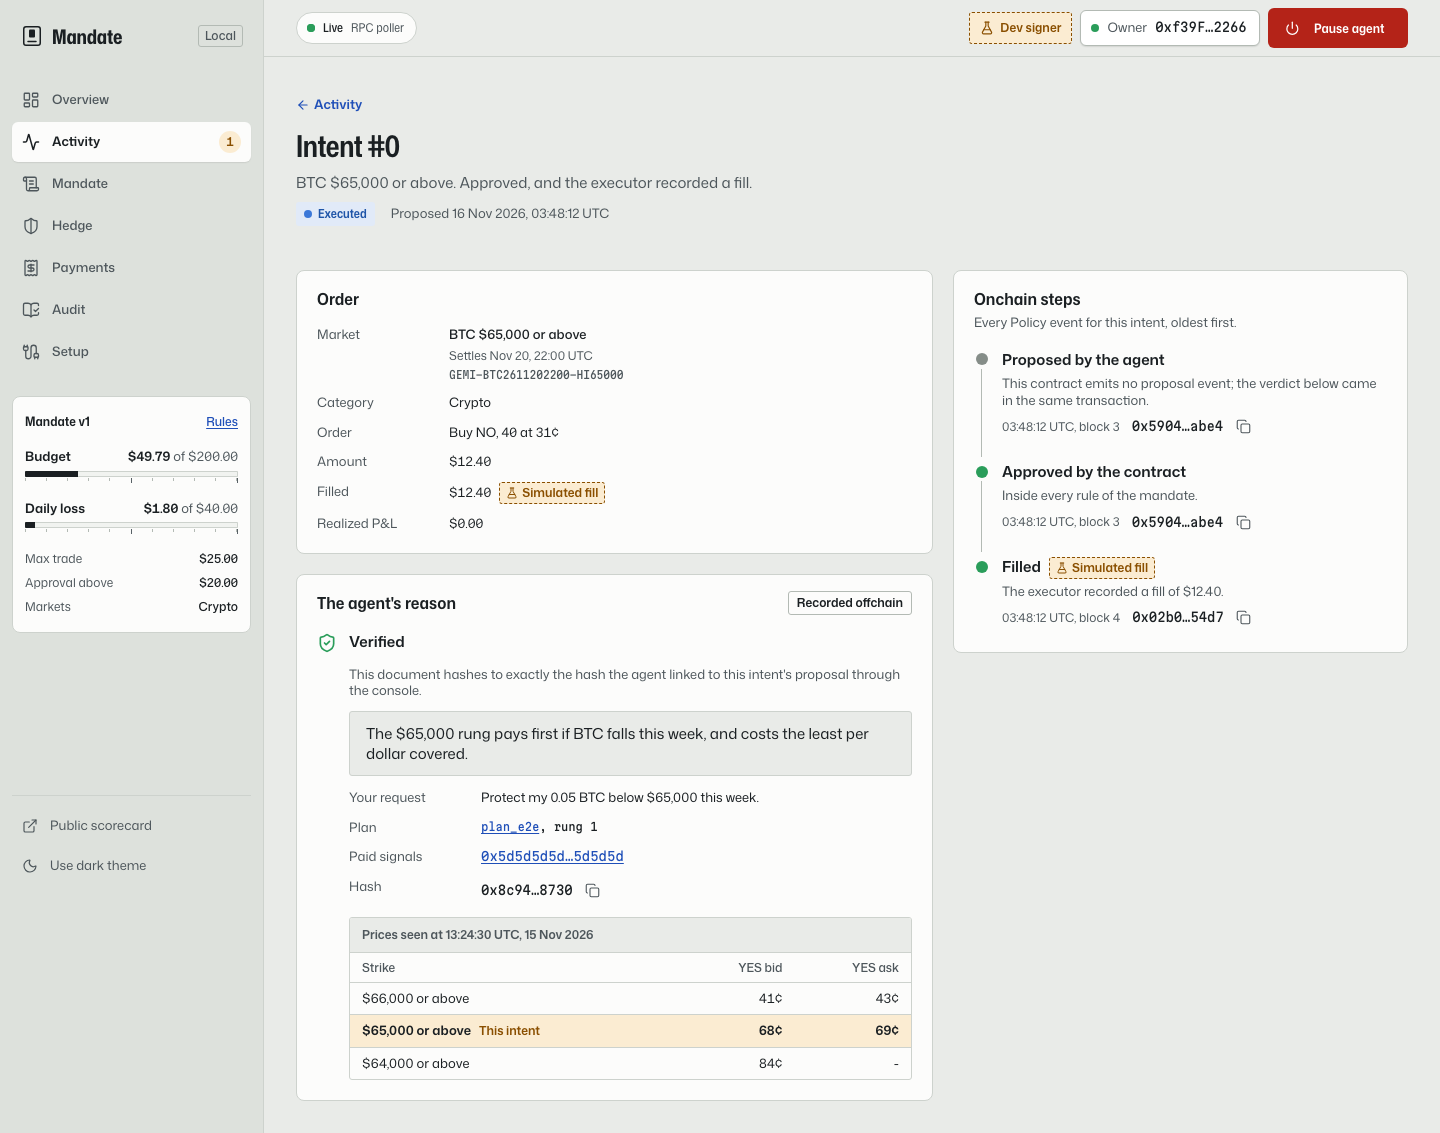 Mandate
Local
Overview
Activity 1
Mandate
Hedge
Payments
Audit
Setup
Mandate v1 Rules
Budget $49.79 of $200.00
Daily loss $1.80 of $40.00
Max trade $25.00
Approval above $20.00
Markets Crypto
Public scorecard
Use dark theme
Live RPC poller
Dev signer
Owner 0xf39F…2266
Pause agent
← Activity
Intent #0
BTC $65,000 or above. Approved, and the executor recorded a fill.
Executed Proposed 16 Nov 2026, 03:48:12 UTC
Order
Market BTC $65,000 or above
Settles Nov 20, 22:00 UTC
GEMI-BTC2611202200-HI65000
Category Crypto
Order Buy NO, 40 at 31¢
Amount $12.40
Filled $12.40 Simulated fill
Realized P&L $0.00
The agent's reason Recorded offchain
Verified
This document hashes to exactly the hash the agent linked to this intent's proposal through
the console.
The $65,000 rung pays first if BTC falls this week, and costs the least per
dollar covered.
Your request Protect my 0.05 BTC below $65,000 this week.
Plan plan_e2e, rung 1
Paid signals 0x5d5d5d5d…5d5d5d
Hash 0x8c94…8730
Prices seen at 13:24:30 UTC, 15 Nov 2026
Strike YES bid YES ask
$66,000 or above 41¢ 43¢
$65,000 or above This intent 68¢ 69¢
$64,000 or above 84¢ -
Onchain steps
Every Policy event for this intent, oldest first.
Proposed by the agent
This contract emits no proposal event; the verdict below came
in the same transaction.
03:48:12 UTC, block 3 0x5904…abe4
Approved by the contract
Inside every rule of the mandate.
03:48:12 UTC, block 3 0x5904…abe4
Filled Simulated fill
The executor recorded a fill of $12.40.
03:48:12 UTC, block 4 0x02b0…54d7